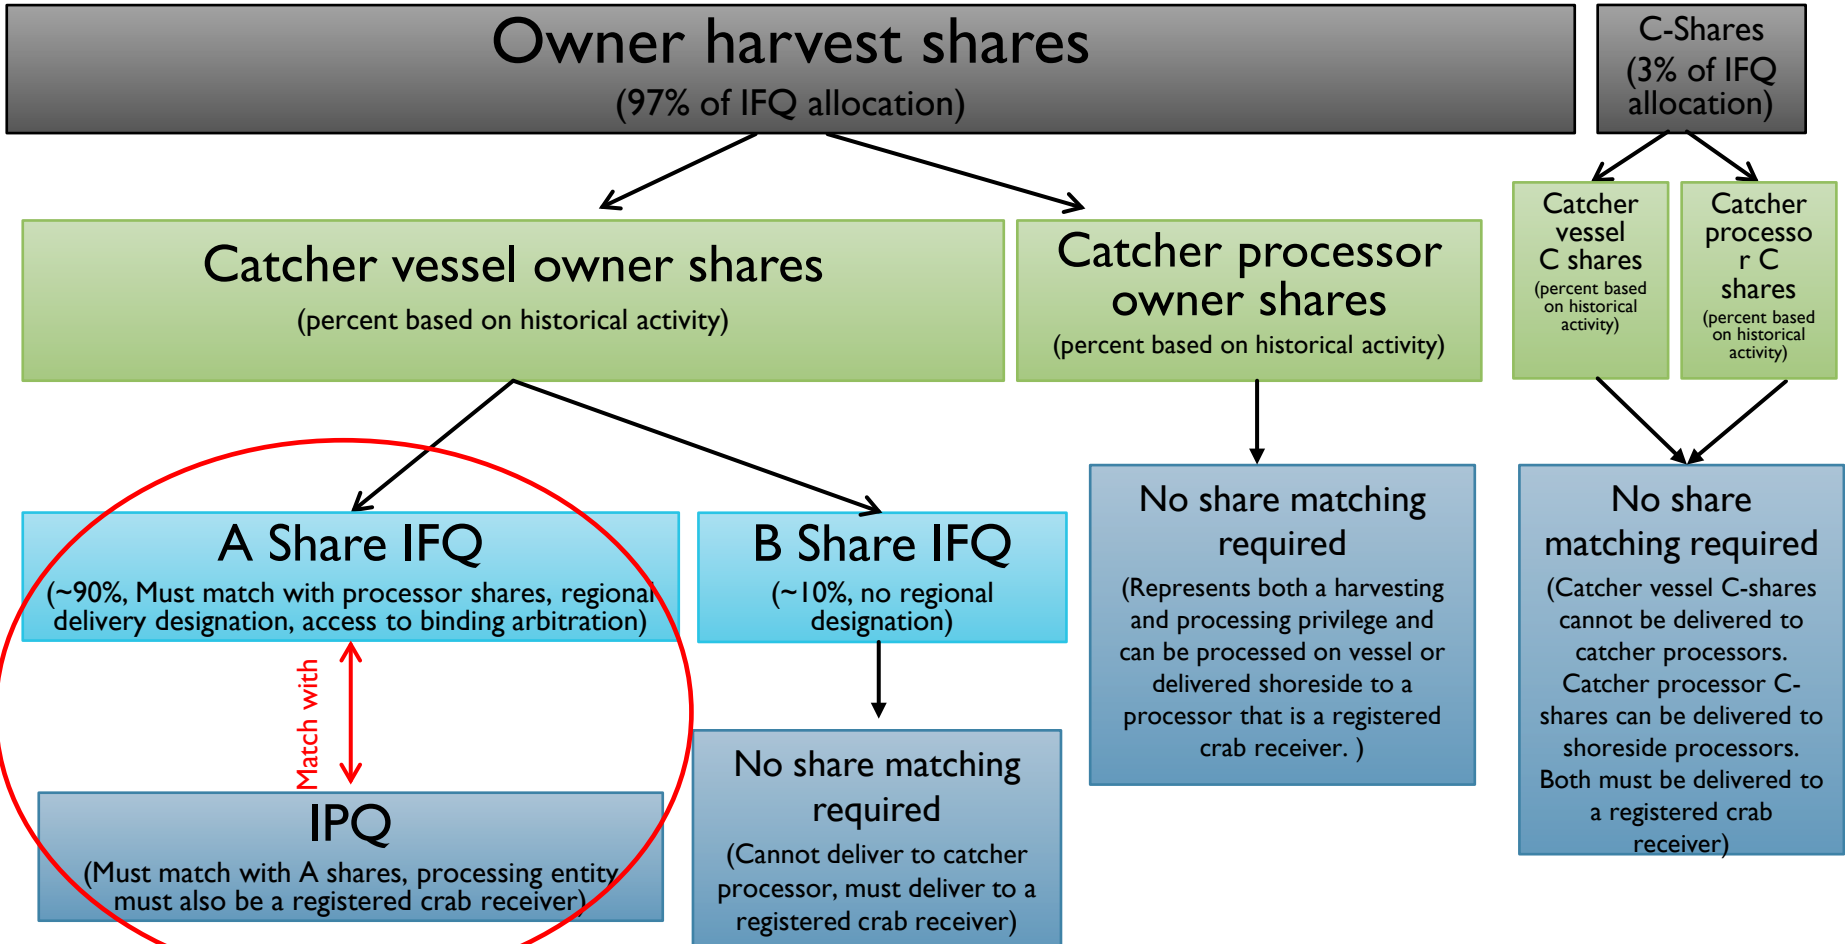 Owner harvest shares
(97% of IFQ allocation)
C-Shares
(3% of IFQ
allocation)
Catcher vessel owner shares
(percent based on historical activity)
Catcher processor
owner shares
(percent based on historical activity)
Catcher
vessel
C shares
(percent based
on historical
activity)
Catcher
processo
r C
shares
(percent based
on historical
activity)
A Share IFQ
(~90%, Must match with processor shares, regional
delivery designation, access to binding arbitration)
B Share IFQ
(~10%, no regional
designation)
No share matching
required
(Represents both a harvesting
and processing privilege and
can be processed on vessel or
delivered shoreside to a
processor that is a registered
crab receiver. )
No share
matching required
(Catcher vessel C-shares
cannot be delivered to
catcher processors.
Catcher processor C-
shares can be delivered to
shoreside processors.
Both must be delivered to
a registered crab
receiver)
Match with
IPQ
(Must match with A shares, processing entity
must also be a registered crab receiver)
No share matching
required
(Cannot deliver to catcher
processor, must deliver to a
registered crab receiver)